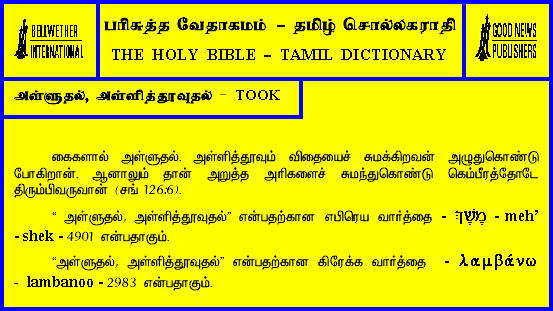 BELLWETHER
INTERNATIONAL
பரிசுத்த வேதாகமம் – தமிழ் சொல்லகராதி
THE HOLY BIBLE – TAMIL DICTIONARY
GOOD NEWS
PUBLISHERS
அள்ளுதல், அள்ளித்தூவுதல் – TOOK
கைகளால் அள்ளுதல். அள்ளித்தூவும் விதையைச் சுமக்கிறவன் அழுதுகொண்டு
போகிறான். ஆனாலும் தான் அறுத்த அரிகளைச் சுமந்துகொண்டு கெம்பீரத்தோடே
திரும்பிவருவான் (சங் 126:6).
“ அள்ளுதல், அள்ளித்தூவுதல்” என்பதற்கான எபிரெய வார்த்தை - מֶשֶׁךְ - meh’
- shek - 4901 என்பதாகும்.
“அள்ளுதல், அள்ளித்தூவுதல்” என்பதற்கான கிரேக்க வார்த்தை - λαμβάνω
- lambanoo - 2983 என்பதாகும்.